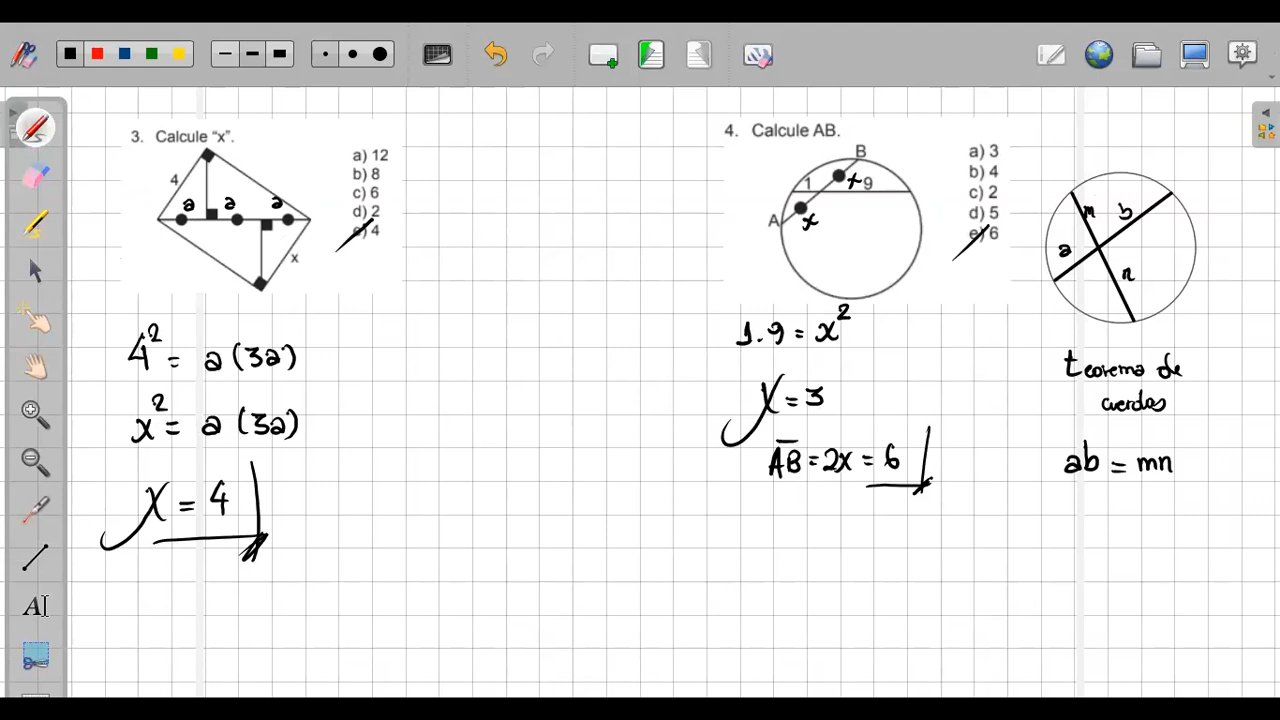 3. Calcule "x".
a) 12
b) 8
c) 6
d) 2
e) 4
4
a
a
a
x
4² = a (3a)
x² = a (3a)
x = 4
4. Calcule AB.
a) 3
b) 4
c) 2
d) 5
e) 6
B
1
x
9
A
x
1.9 = x²
x = 3
AB = 2x = 6
m
b
a
n
teorema de
cuerdas
ab = mn
A